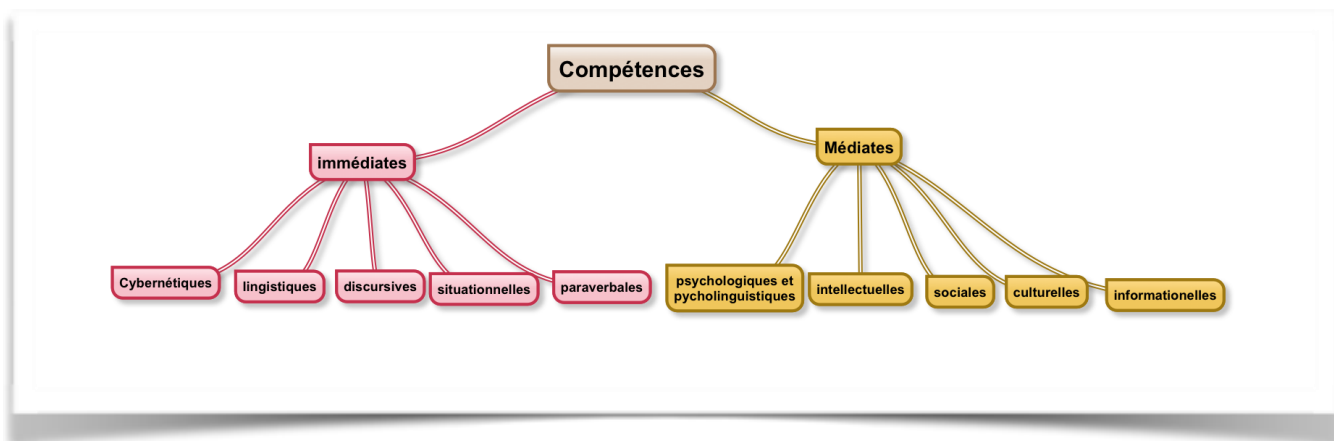 Compétences
immédiates
Médiates
Cybernétiques
lingistiques
discursives
situationnelles
paraverbales
psychologiques et
pycholinguistiques
intellectuelles
sociales
culturelles
informationelles